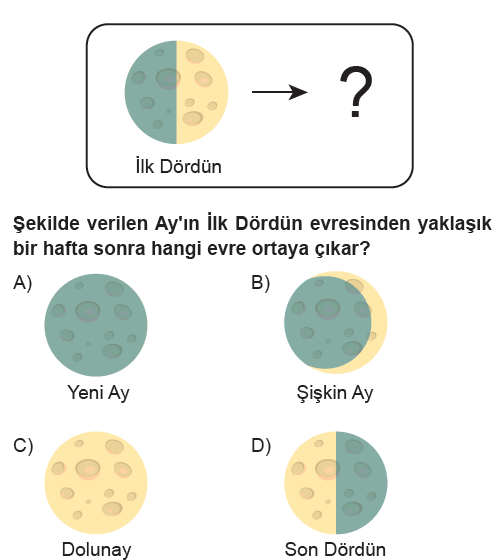 ?
İlk Dördün
Şekilde verilen Ay'ın İlk Dördün evresinden yaklaşık
bir hafta sonra hangi evre ortaya çıkar?
A)
B)
Yeni Ay
Şişkin Ay
C)
D)
Dolunay
Son Dördün